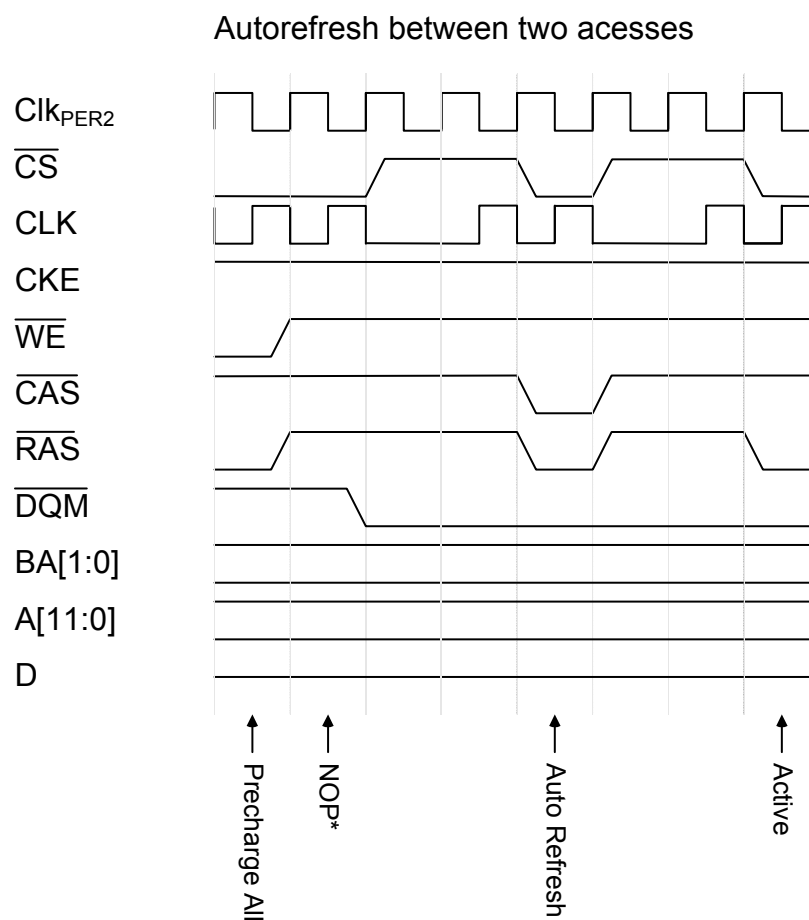 Autorefresh between two acesses
ClkPER2
CS
CLK
CKE
WE
CAS
RAS
DQM
BA[1:0]
A[11:0]
D
Precharge All
NOP*
Auto Refresh
Active